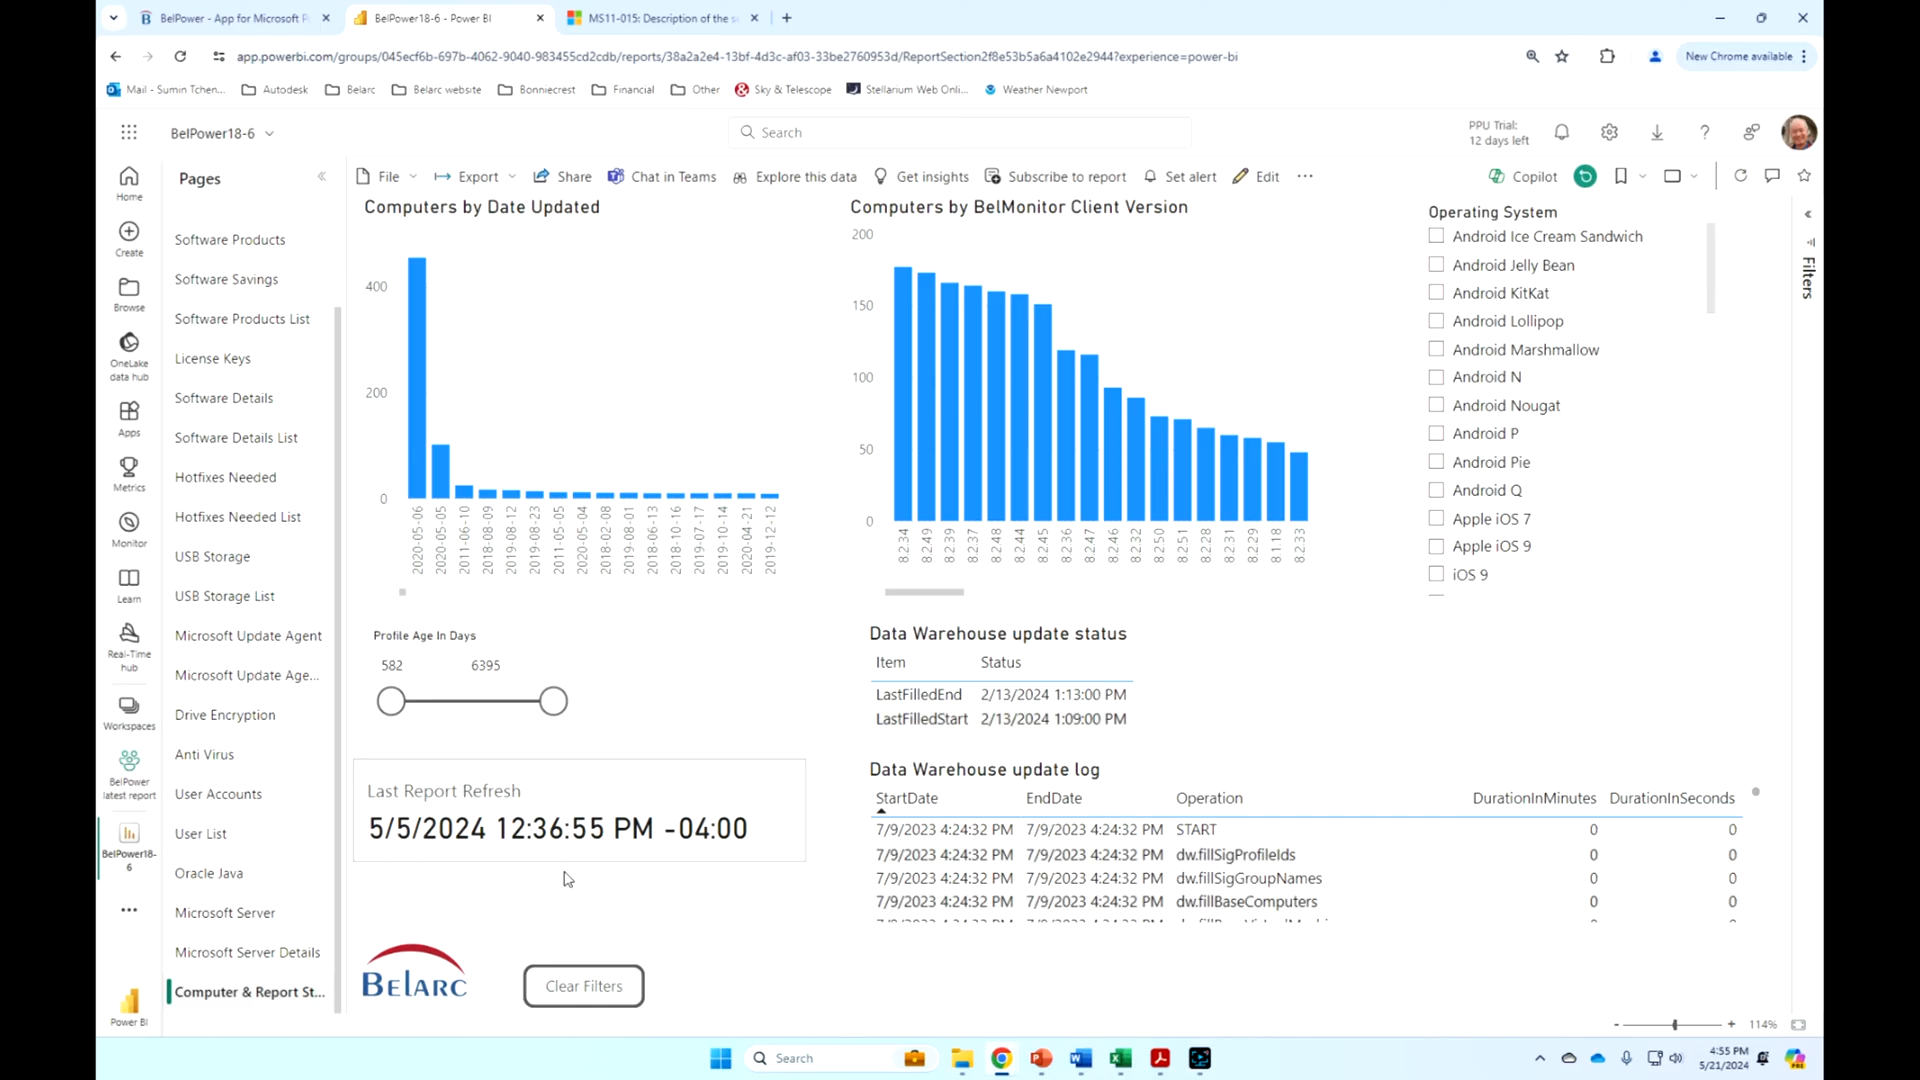 BelPower - App for Microsoft P
BelPower18-6 - Power BI
MS11-015: Description of the s
app.powerbi.com/groups/045ecf6b-697b-4062-9040-983455cd2cdb/reports/38a2a2e4-13bf-4d3c-af03-33be2760953d/ReportSection2f8e53b5a6a4102e2944?experience=power-bi
New Chrome available
Mail - Sumin Tchen...
Autodesk
Belarc
Belarc website
Bonniecrest
Financial
Other
Sky & Telescope
Stellarium Web Onli...
Weather Newport
BelPower18-6
Search
PPU Trial:
12 days left
Home
Create
Browse
OneLake
data hub
Apps
Metrics
Monitor
Learn
Real-Time
hub
Workspaces
BelPower
latest report
BelPower18-
6
Power BI
Pages
Software Products
Software Savings
Software Products List
License Keys
Software Details
Software Details List
Hotfixes Needed
Hotfixes Needed List
USB Storage
USB Storage List
Microsoft Update Agent
Microsoft Update Age...
Drive Encryption
Anti Virus
User Accounts
User List
Oracle Java
Microsoft Server
Microsoft Server Details
Computer & Report St...
File
Export
Share
Chat in Teams
Explore this data
Get insights
Subscribe to report
Set alert
Edit
Copilot
Computers by Date Updated
400
200
0
2020-05-06
2020-05-05
2011-06-10
2018-08-09
2019-08-12
2019-08-23
2011-05-05
2020-05-04
2018-02-08
2019-08-01
2018-06-13
2018-10-16
2019-07-17
2019-10-14
2020-04-21
2019-12-12
Computers by BelMonitor Client Version
200
150
100
50
0
8.2.34
8.2.49
8.2.39
8.2.37
8.2.48
8.2.44
8.2.45
8.2.36
8.2.47
8.2.46
8.2.32
8.2.50
8.2.51
8.2.28
8.2.31
8.2.29
8.1.18
8.2.33
Operating System
Android Ice Cream Sandwich
Android Jelly Bean
Android KitKat
Android Lollipop
Android Marshmallow
Android N
Android Nougat
Android P
Android Pie
Android Q
Apple iOS 7
Apple iOS 9
iOS 9
Filters
Profile Age In Days
582 6395
Data Warehouse update status
Item Status
LastFilledEnd 2/13/2024 1:13:00 PM
LastFilledStart 2/13/2024 1:09:00 PM
Last Report Refresh
5/5/2024 12:36:55 PM -04:00
Data Warehouse update log
StartDate EndDate Operation DurationInMinutes DurationInSeconds
7/9/2023 4:24:32 PM 7/9/2023 4:24:32 PM START 0 0
7/9/2023 4:24:32 PM 7/9/2023 4:24:32 PM dw.fillSigProfileIds 0 0
7/9/2023 4:24:32 PM 7/9/2023 4:24:32 PM dw.fillSigGroupNames 0 0
7/9/2023 4:24:32 PM 7/9/2023 4:24:32 PM dw.fillBaseComputers 0 0
BELARC
Clear Filters
114%
Search
4:55 PM
5/21/2024